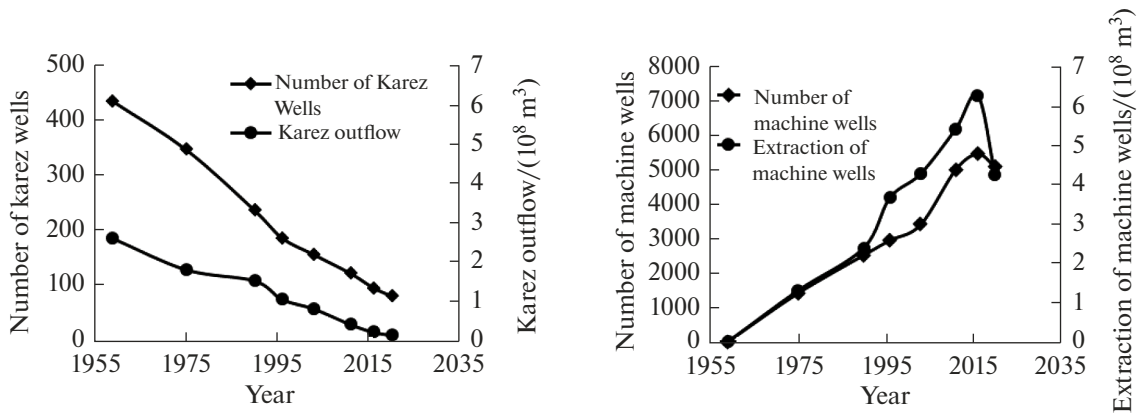 Number of karez wells
500
400
300
200
100
0
Number of Karez
Wells
Karez outflow
7
6
5
4
3
2
1
0
Karez outflow/(10⁸ m³)
1955 1975 1995 2015 2035
Year
Number of machine wells
8000
7000
6000
5000
4000
3000
2000
1000
0
Number of
machine wells
Extraction of
machine wells
7
6
5
4
3
2
1
0
Extraction of machine wells/(10⁸ m³)
1955 1975 1995 2015 2035
Year